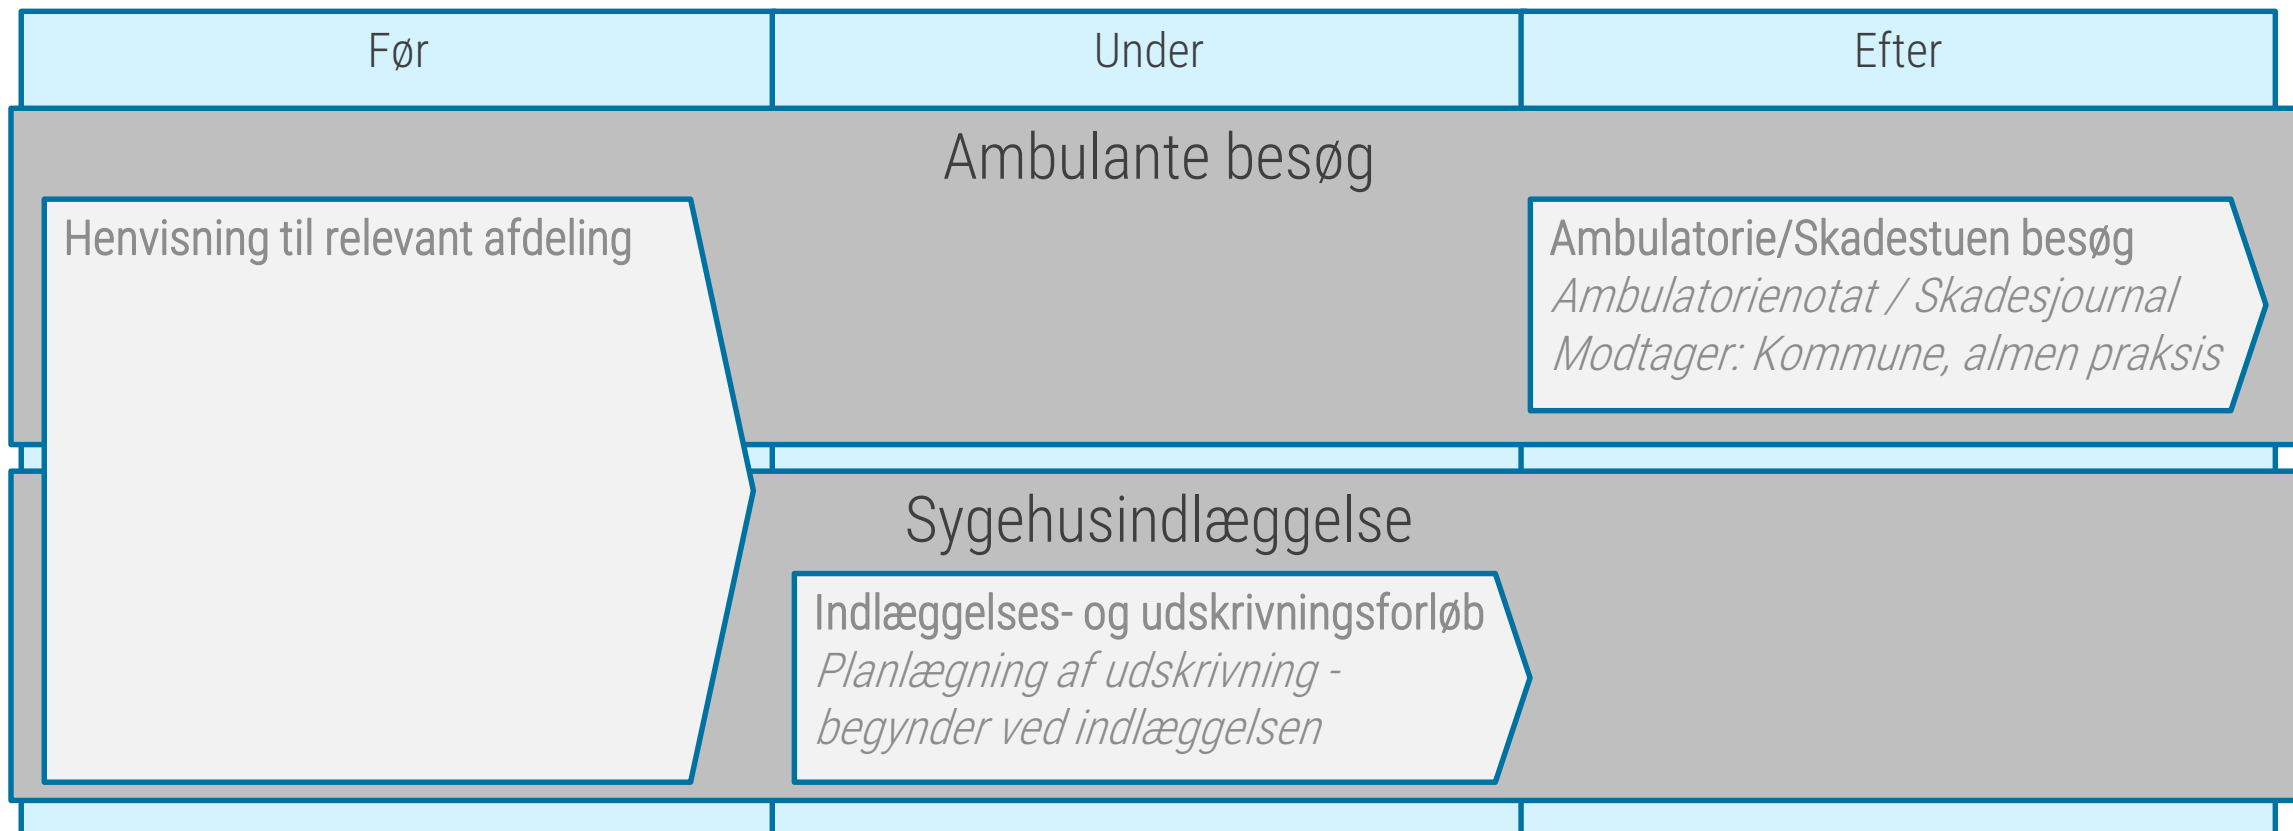 Før
Under
Efter
Ambulante besøg
Henvisning til relevant afdeling
Ambulatorie/Skadestuen besøg
Ambulatorienotat / Skadesjournal
Modtager: Kommune, almen praksis
Sygehusindlæggelse
Indlæggelses- og udskrivningsforløb
Planlægning af udskrivning -
begynder ved indlæggelsen